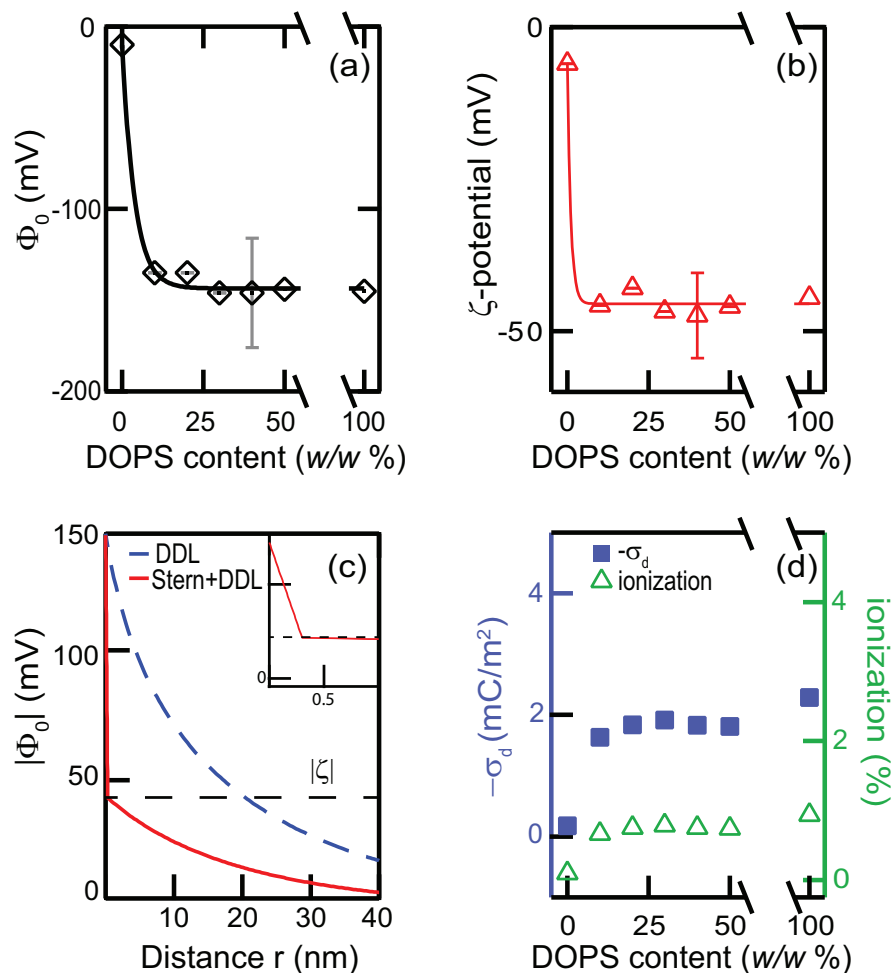 (a)
Φ0 (mV)
0
-100
-200
0 25 50 100
DOPS content (w/w %)
(b)
ζ-potential (mV)
0
-50
0 25 50 100
DOPS content (w/w %)
(c)
|Φ0| (mV)
150
100
50
0
DDL
Stern+DDL
0
0.5
|ζ|
10 20 30 40
Distance r (nm)
(d)
−σd (mC/m²)
4
2
0
-σd
ionization
4
2
0
ionization (%)
0 25 50 100
DOPS content (w/w %)